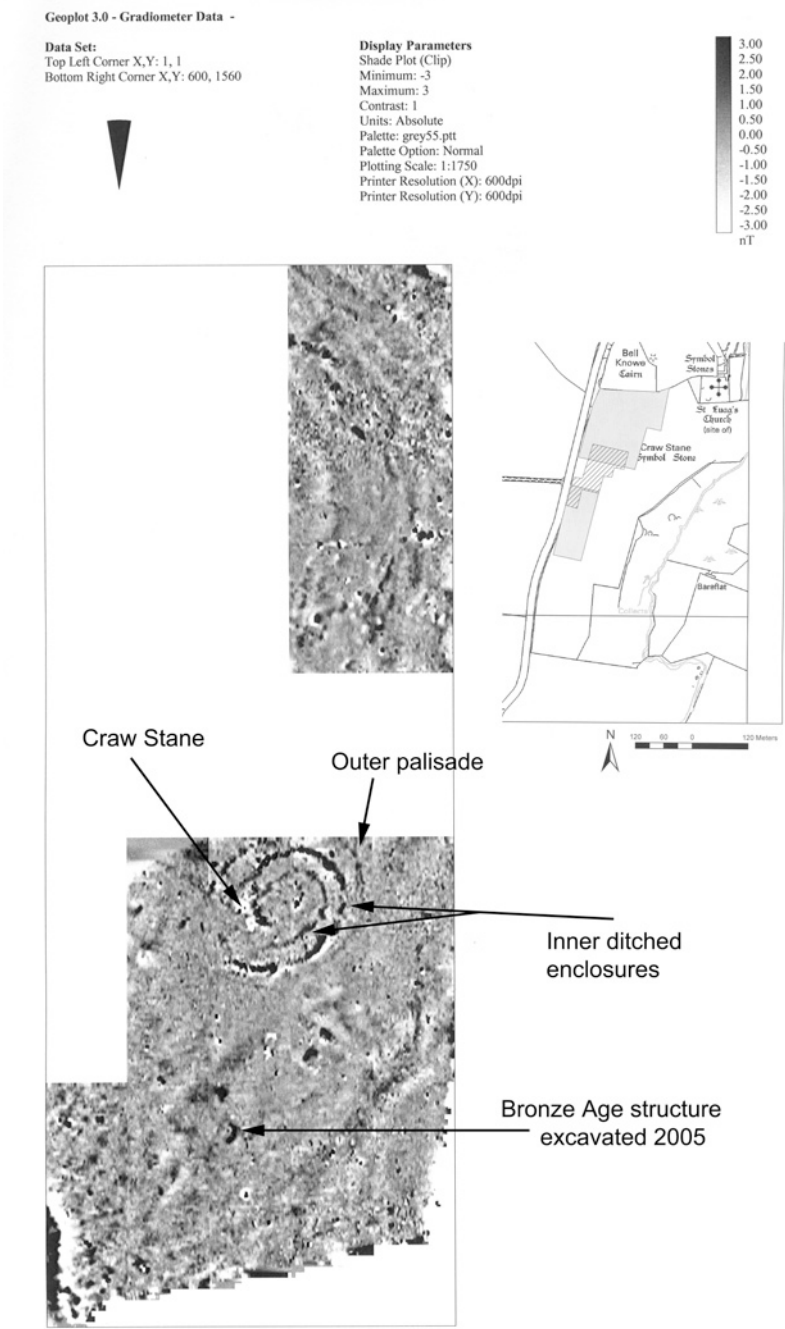 Geoplot 3.0 - Gradiometer Data -
Data Set:
Top Left Corner X,Y: 1, 1
Bottom Right Corner X,Y: 600, 1560
Display Parameters
Shade Plot (Clip)
Minimum: -3
Maximum: 3
Contrast: 1
Units: Absolute
Palette: grey55.ptt
Palette Option: Normal
Plotting Scale: 1:1750
Printer Resolution (X): 600dpi
Printer Resolution (Y): 600dpi
3.00
2.50
2.00
1.50
1.00
0.50
0.00
-0.50
-1.00
-1.50
-2.00
-2.50
-3.00
nT
Bell
Knowe
Cairn
Symbol
Stones
St Luag's
Church
(site of)
Craw Stane
Symbol Stone
Bareflat
N
120 60 0 120 Meters
Craw Stane
Outer palisade
Inner ditched
enclosures
Bronze Age structure
excavated 2005